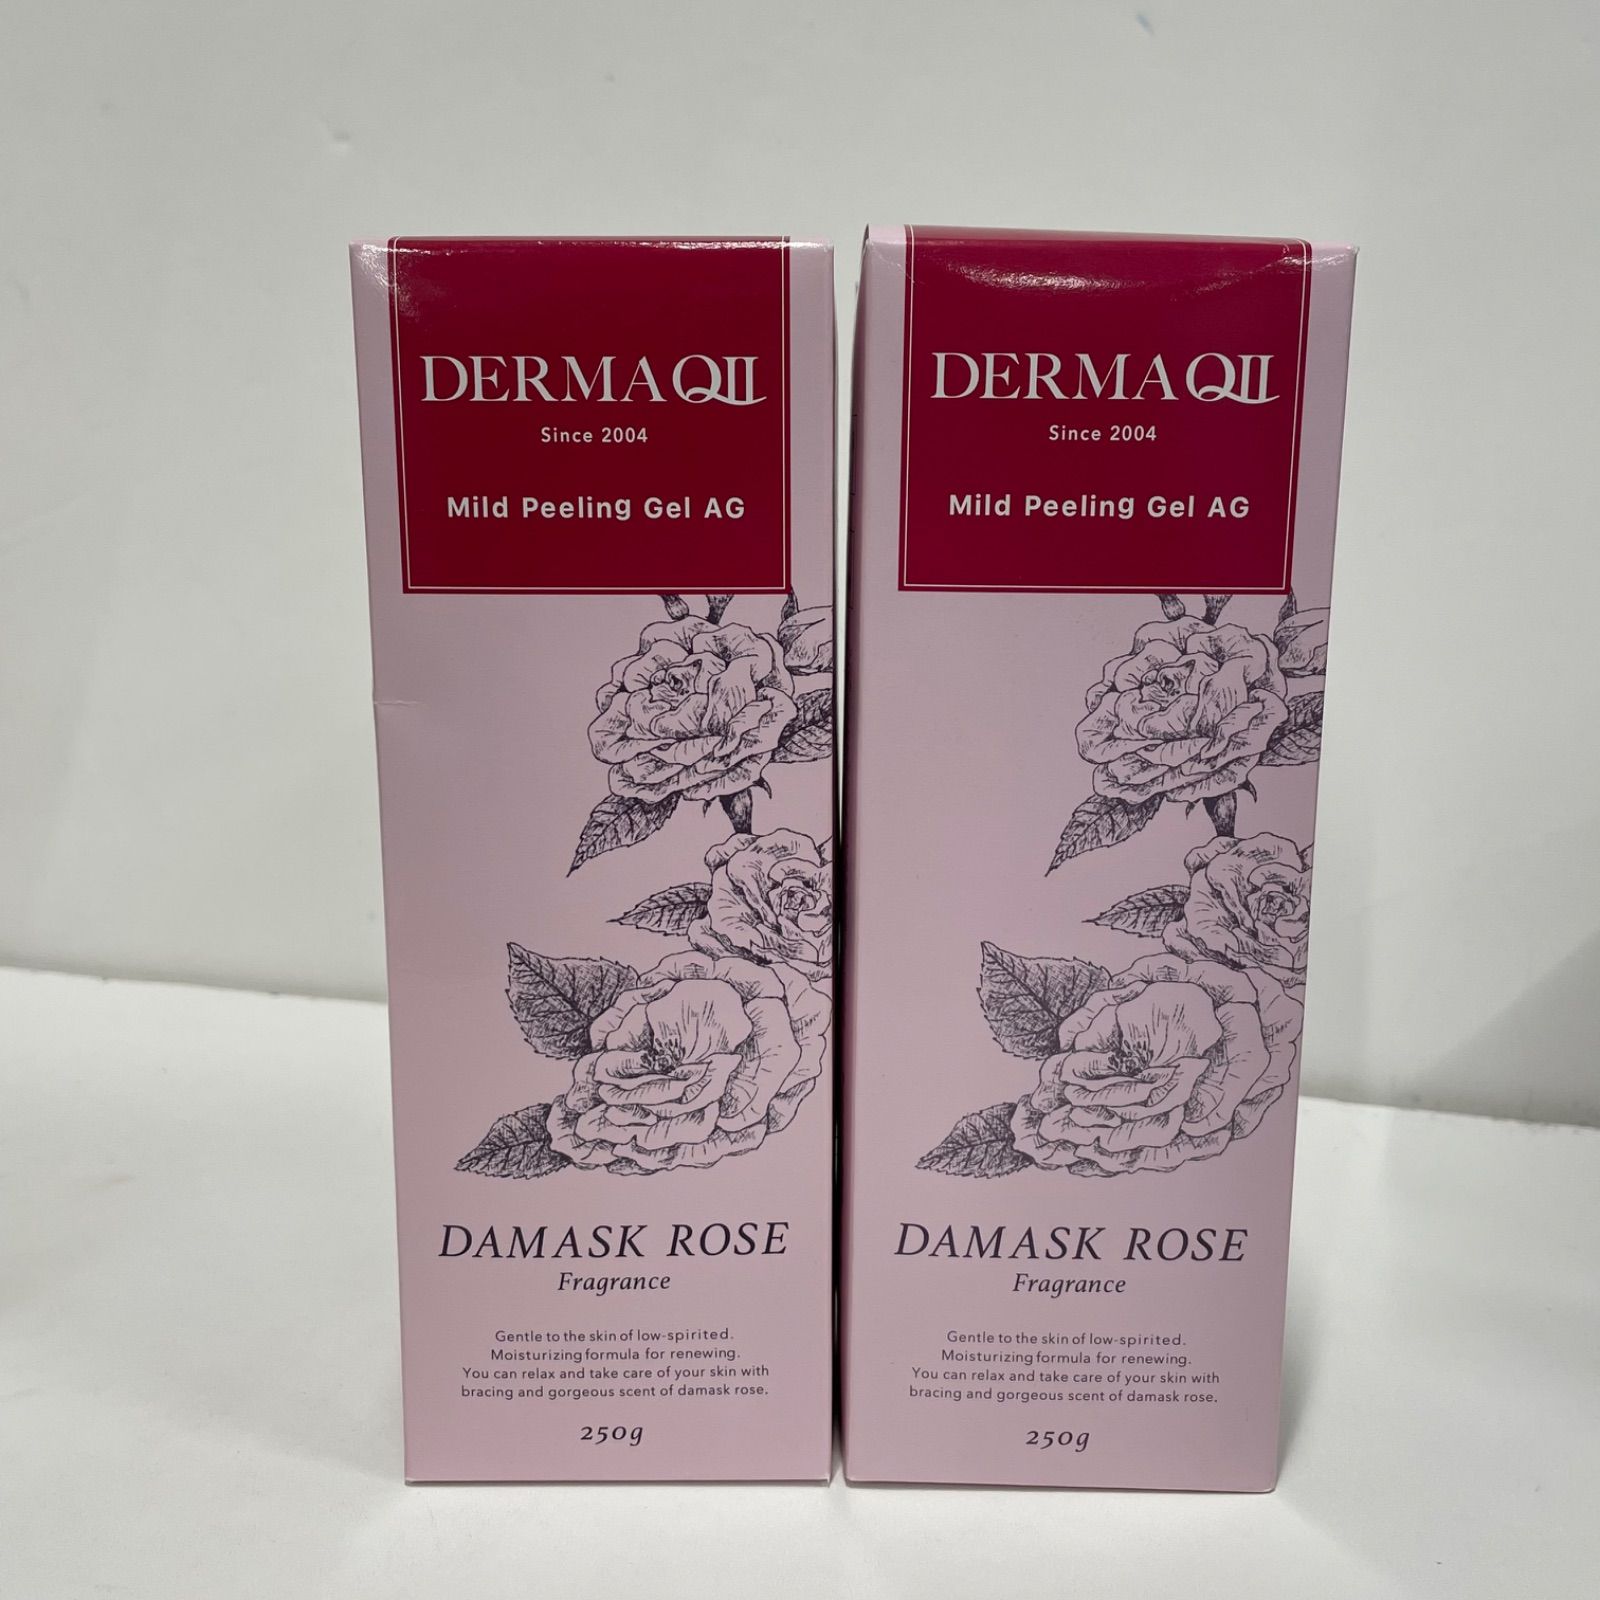 DERMAQII
Since 2004
Mild Peeling Gel AG
DAMASK ROSE
Fragrance
Gentle to the skin of low-spirited.
Moisturizing formula for renewing.
You can relax and take care of your skin with
bracing and gorgeous scent of damask rose.
250g
DERMAQII
Since 2004
Mild Peeling Gel AG
DAMASK ROSE
Fragrance
Gentle to the skin of low-spirited.
Moisturizing formula for renewing.
You can relax and take care of your skin with
bracing and gorgeous scent of damask rose.
250g